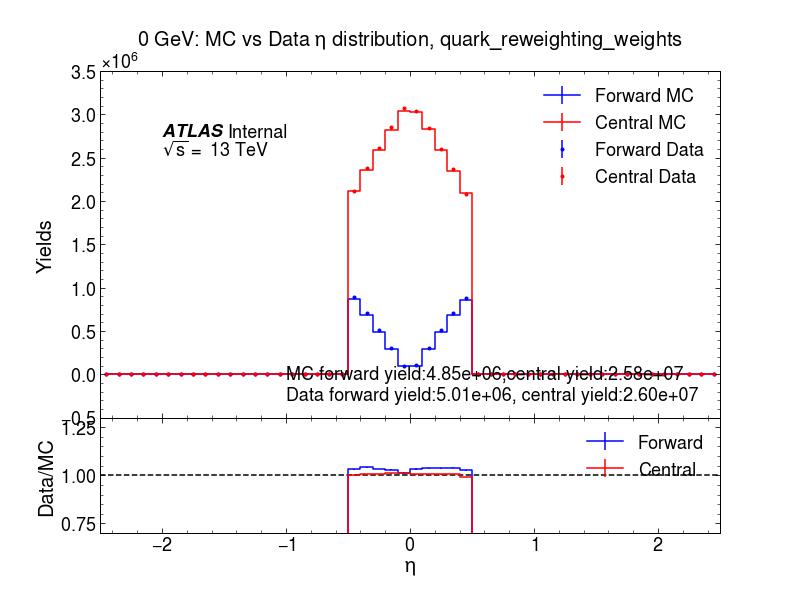 0 GeV: MC vs Data η distribution, quark_reweighting_weights
×10⁶
3.5
3.0
2.5
2.0
1.5
1.0
0.5
0.0
−0.5
Yields
ATLAS Internal
√s = 13 TeV
Forward MC
Central MC
Forward Data
Central Data
MC forward yield:4.85e+06,central yield:2.58e+07
Data forward yield:5.01e+06, central yield:2.60e+07
1.25
1.00
0.75
Data/MC
Forward
Central
−2
−1
0
1
2
η